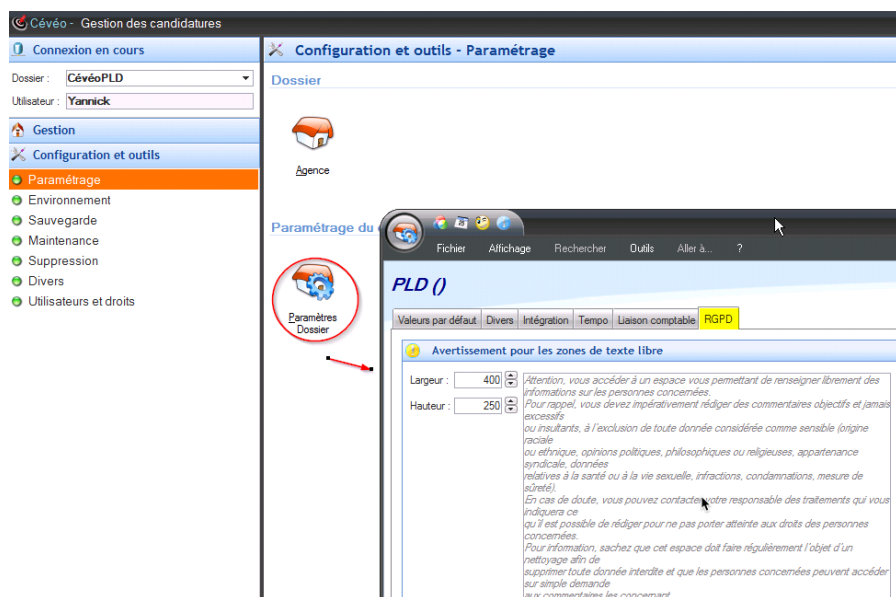 Cévéo - Gestion des candidatures
Connexion en cours
Dossier : CévéoPLD
Utilisateur : Yannick
Gestion
Configuration et outils
Paramétrage
Environnement
Sauvegarde
Maintenance
Suppression
Divers
Utilisateurs et droits
Configuration et outils - Paramétrage
Dossier
Agence
Paramétrage du
Paramètres
Dossier
Fichier Affichage Rechercher Outils Aller à... ?
PLD ()
Valeurs par défaut Divers Intégration Tempo Liaison comptable RGPD
Avertissement pour les zones de texte libre
Largeur : 400
Hauteur : 250
Attention, vous accéder à un espace vous permettant de renseigner librement des
informations sur les personnes concernées.
Pour rappel, vous devez impérativement rédiger des commentaires objectifs et jamais
excessifs
ou insultants, à l'exclusion de toute donnée considérée comme sensible (origine
raciale
ou ethnique, opinions politiques, philosophiques ou religieuses, appartenance
syndicale, données
relatives à la santé ou à la vie sexuelle, infractions, condamnations, mesure de
sûreté).
En cas de doute, vous pouvez contacter votre responsable des traitements qui vous
indiquera ce
qu'il est possible de rédiger pour ne pas porter atteinte aux droits des personnes
concernées.
Pour information, sachez que cet espace doit faire régulièrement l'objet d'un
nettoyage afin de
supprimer toute donnée interdite et que les personnes concernées peuvent accéder
sur simple demande
aux commentaires les concernant